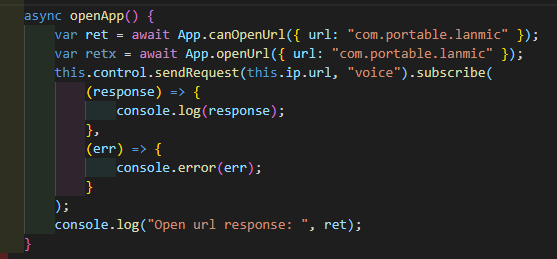 async openApp() {
var ret = await App.canOpenUrl({ url: "com.portable.lanmic" });
var retx = await App.openUrl({ url: "com.portable.lanmic" });
this.control.sendRequest(this.ip.url, "voice").subscribe(
(response) => {
console.log(response);
},
(err) => {
console.error(err);
}
);
console.log("Open url response: ", ret);
}